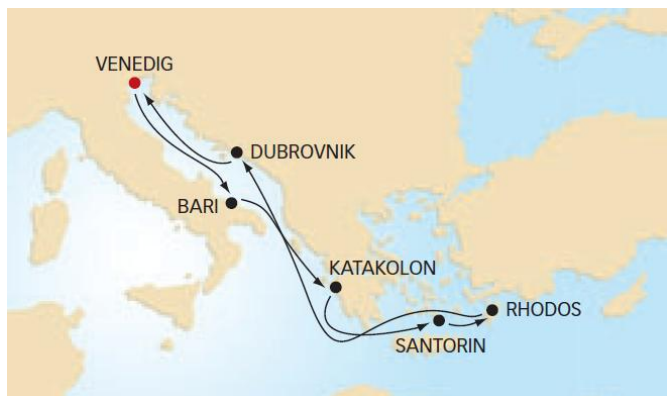 VENEDIG
DUBROVNIK
BARI
KATAKOLON
RHODOS
SANTORIN